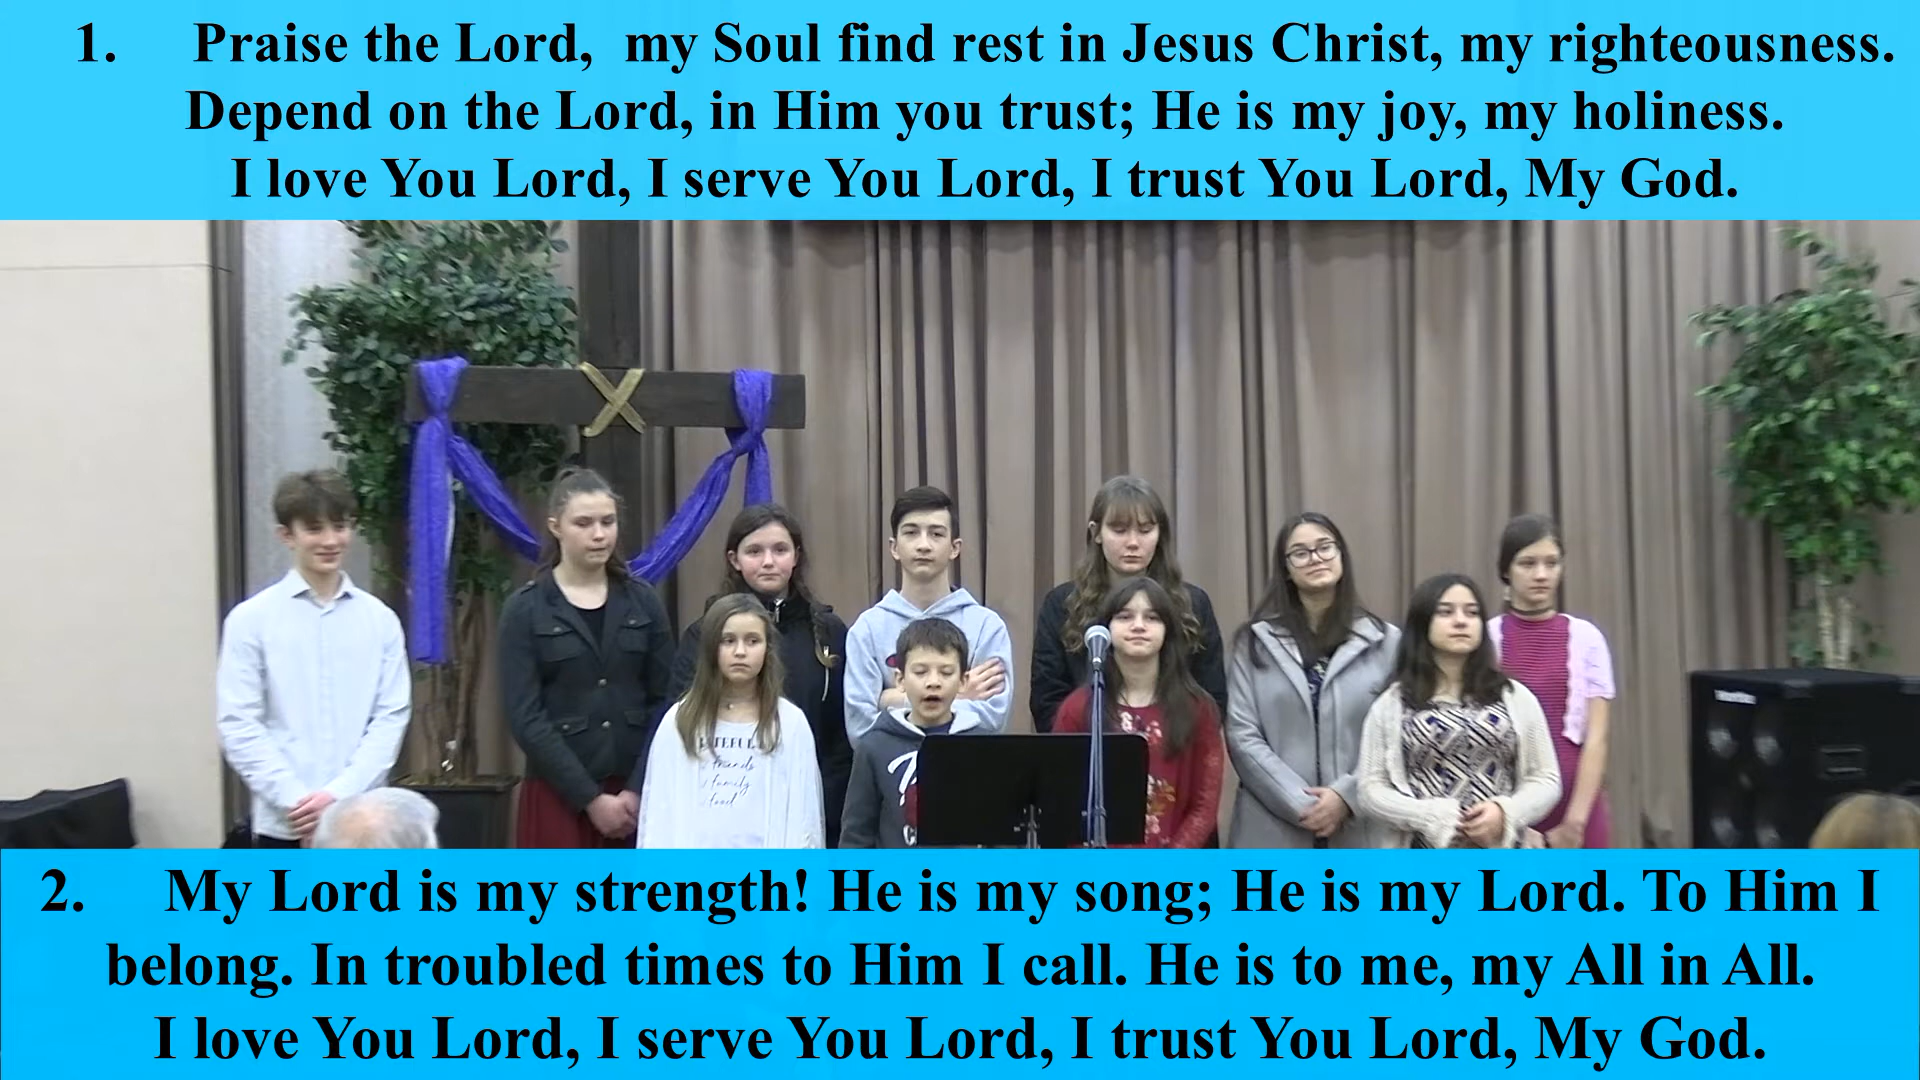 1. Praise the Lord, my Soul find rest in Jesus Christ, my righteousness.
Depend on the Lord, in Him you trust; He is my joy, my holiness.
I love You Lord, I serve You Lord, I trust You Lord, My God.
friends
family
food
2. My Lord is my strength! He is my song; He is my Lord. To Him I
belong. In troubled times to Him I call. He is to me, my All in All.
I love You Lord, I serve You Lord, I trust You Lord, My God.